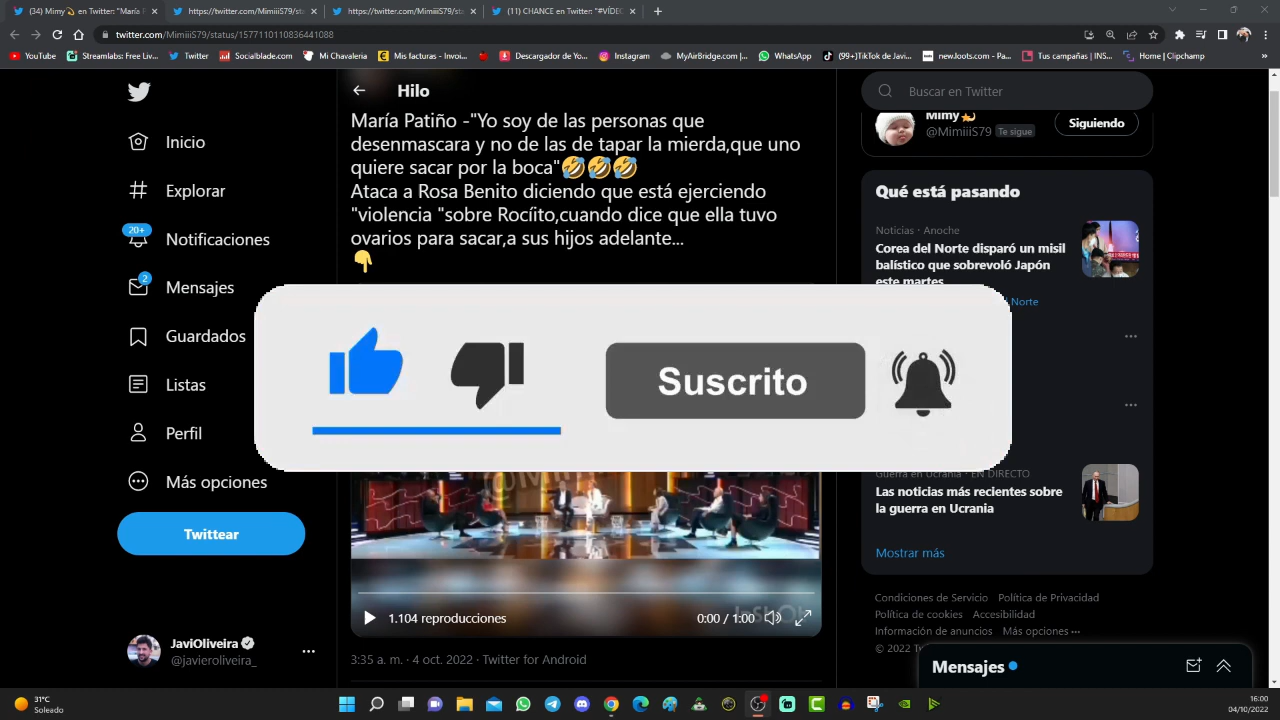 (34) Mimy en Twitter: "María P
https://twitter.com/MimiiiS79/sta
https://twitter.com/MimiiiS79/sta
(11) CHANCE en Twitter: "#VÍDEO
twitter.com/MimiiiS79/status/1577110110836441088
YouTube
Streamlabs: Free Liv...
Twitter
Socialblade.com
Mi Chavaleria
Mis facturas - Invoi...
Descargador de You...
Instagram
MyAirBridge.com |...
WhatsApp
(99+)TikTok de Javi...
new.loots.com - Pa...
Tus campañas | INS...
Home | Clipchamp
»
Inicio
Explorar
20+
Notificaciones
2
Mensajes
Guardados
Listas
Perfil
Más opciones
Twittear
JaviOliveira
@javieroliveira_
Hilo
María Patiño -"Yo soy de las personas que
desenmascara y no de las de tapar la mierda,que uno
quiere sacar por la boca"🤣🤣🤣
Ataca a Rosa Benito diciendo que está ejerciendo
"violencia "sobre Rocíito,cuando dice que ella tuvo
ovarios para sacar,a sus hijos adelante...
👇
Suscrito
1.104 reproducciones
0:00 / 1:00
3:35 a. m. · 4 oct. 2022 · Twitter for Android
Buscar en Twitter
Mimy
@MimiiiS79 Te sigue
Siguiendo
Qué está pasando
Noticias · Anoche
Corea del Norte disparó un misil
balístico que sobrevoló Japón
este martes
Norte
Guerra en Ucrania · EN DIRECTO
Las noticias más recientes sobre
la guerra en Ucrania
Mostrar más
Condiciones de Servicio Política de Privacidad
Política de cookies Accesibilidad
Información de anuncios Más opciones ···
© 2022 Tw
Mensajes
31°C
Soleado
16:00
04/10/2022